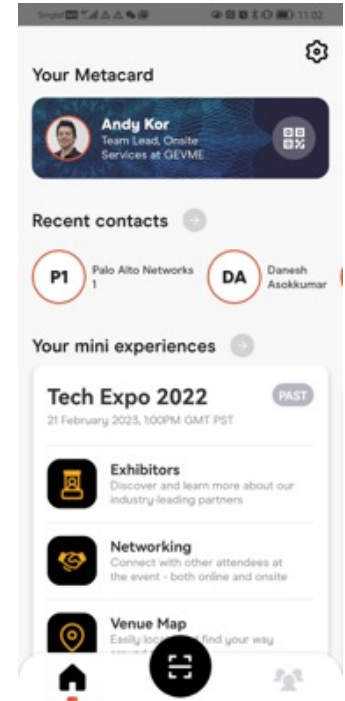 Singtel
11:02
Your Metacard
Andy Kor
Team Lead, Onsite
Services at GEVME
Recent contacts
P1
Palo Alto Networks
1
DA
Danesh
Asokkumar
Your mini experiences
Tech Expo 2022
PAST
21 February 2023, 1:00PM GMT PST
Exhibitors
Discover and learn more about our
industry-leading partners
Networking
Connect with other attendees at
the event - both online and onsite
Venue Map
Easily find your way